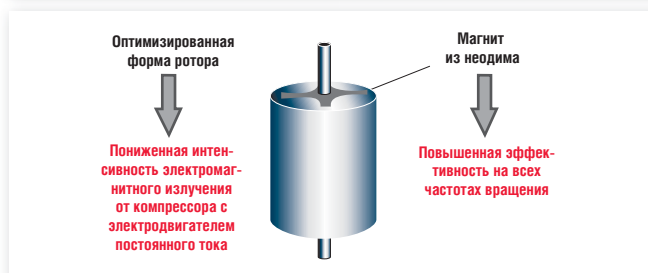 Оптимизированная
форма ротора
Пониженная интен-
сивность электромаг-
нитного излучения
от компрессора с
электродвигателем
постоянного тока
Магнит
из неодима
Повышенная эффек-
тивность на всех
частотах вращения